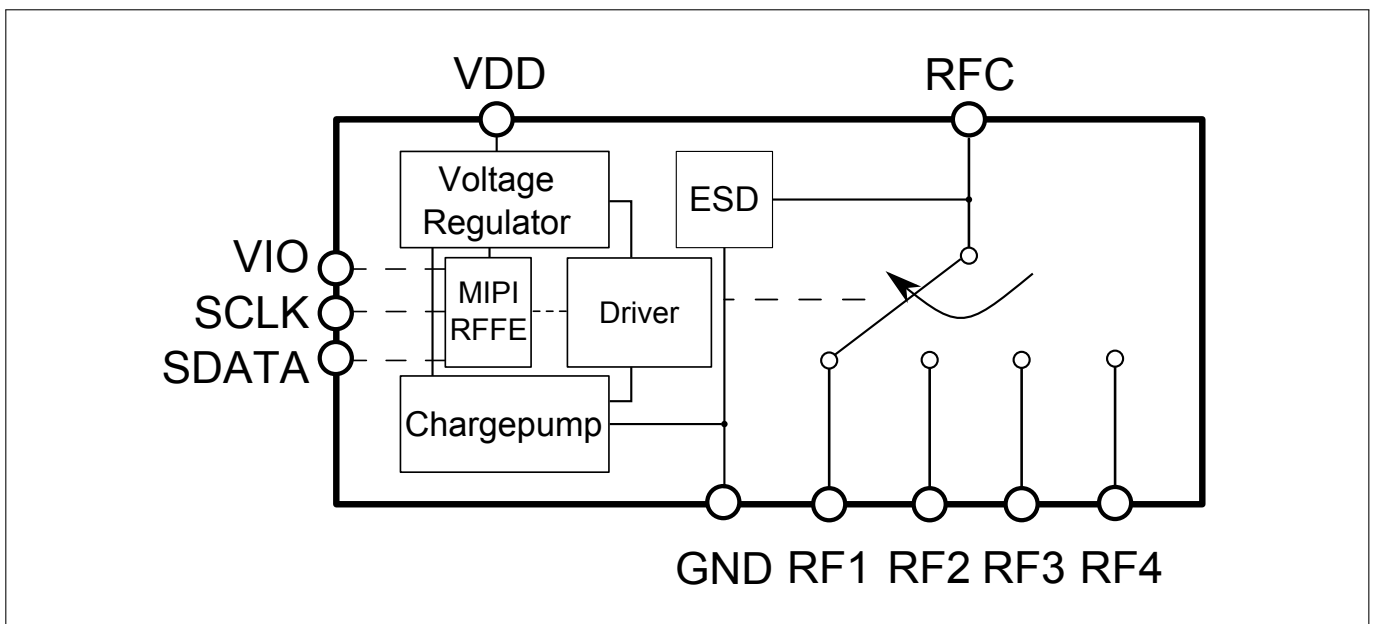 VDD
RFC
Voltage
Regulator
ESD
VIO
SCLK
SDATA
MIPI
RFFE
Driver
Chargepump
GND
RF1
RF2
RF3
RF4